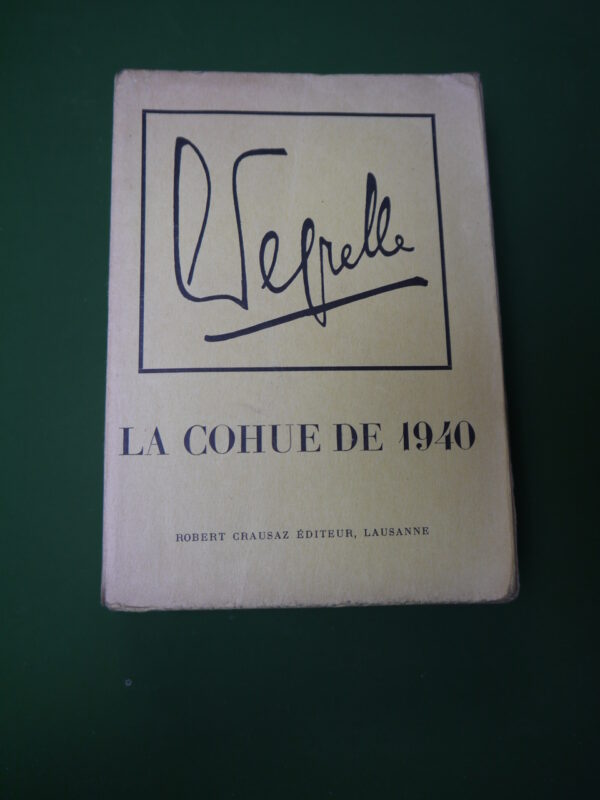 Degrelle
LA COHUE DE 1940
ROBERT CRAUSAZ ÉDITEUR, LAUSANNE